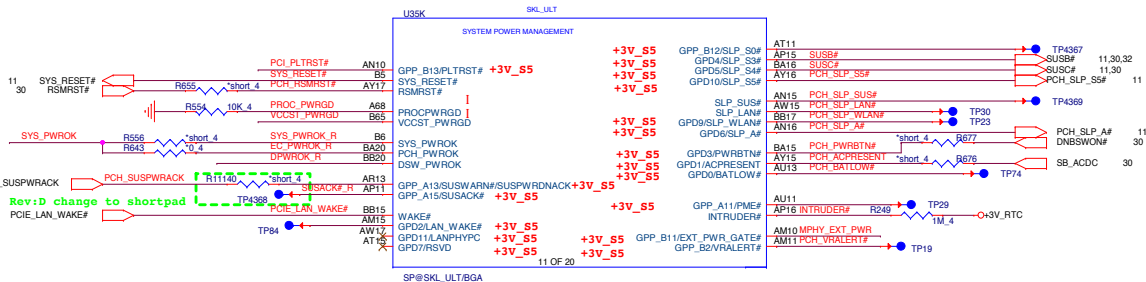 SKL_ULT
U35K
SYSTEM POWER MANAGEMENT
11 SYS_RESET#
30 RSMRST#
PCI_PLTRST# AN10 GPP_B13/PLTRST# +3V_S5
SYS_RESET# B5 SYS_RESET#
R655 *short_4 PCH_RSMRST# AY17 RSMRST#
R554 10K_4 PROC_PWRGD A68 PROCPWRGD
VCCST_PWRGD B65 VCCST_PWRGD
SYS_PWROK R556 *short_4 SYS_PWROK_R B6 SYS_PWROK
R643 *0_4 EC_PWROK_R BA20 PCH_PWROK
DPWROK_R BB20 DSW_PWROK
_SUSPWRACK PCH_SUSPWRACK R11140 *short_4 AR13 GPP_A13/SUSWARN#/SUSPWRDNACK +3V_S5
TP4368 SUSACK#_R AP11 GPP_A15/SUSACK# +3V_S5
Rev:D change to shortpad
PCIE_LAN_WAKE# PCIE_LAN_WAKE# BB15 WAKE#
TP84 AM15 GPD2/LAN_WAKE# +3V_S5
AW17 GPD11/LANPHYPC +3V_S5
AT15 GPD7/RSVD +3V_S5
+3V_S5 GPP_B12/SLP_S0# AT11 TP4367
+3V_S5 GPD4/SLP_S3# AP15 SUSB# SUSB# 11,30,32
+3V_S5 GPD5/SLP_S4# BA16 SUSC# SUSC# 11,30
+3V_S5 GPD10/SLP_S5# AY16 PCH_SLP_S5# PCH_SLP_S5# 11
SLP_SUS# AN15 PCH_SLP_SUS# TP4369
SLP_LAN# AW15 PCH_SLP_LAN# TP30
+3V_S5 GPD9/SLP_WLAN# BB17 PCH_SLP_WLAN# TP23
+3V_S5 GPD6/SLP_A# AN16 PCH_SLP_A# PCH_SLP_A# 11
+3V_S5 GPD3/PWRBTN# BA15 PCH_PWRBTN# *short_4 R677 DNBSWON# 30
+3V_S5 GPD1/ACPRESENT AY15 PCH_ACPRESENT *short_4 R676 SB_ACDC 30
+3V_S5 GPD0/BATLOW# AU13 PCH_BATLOW# TP74
+3V_S5 GPP_A11/PME# AU11 TP29
INTRUDER# AP16 INTRUDER# R249 1M_4 +3V_RTC
+3V_S5 GPP_B11/EXT_PWR_GATE# AM10 MPHY_EXT_PWR
+3V_S5 GPP_B2/VRALERT# AM11 PCH_VRALERT# TP19
11 OF 20
SP@SKL_ULT/BGA